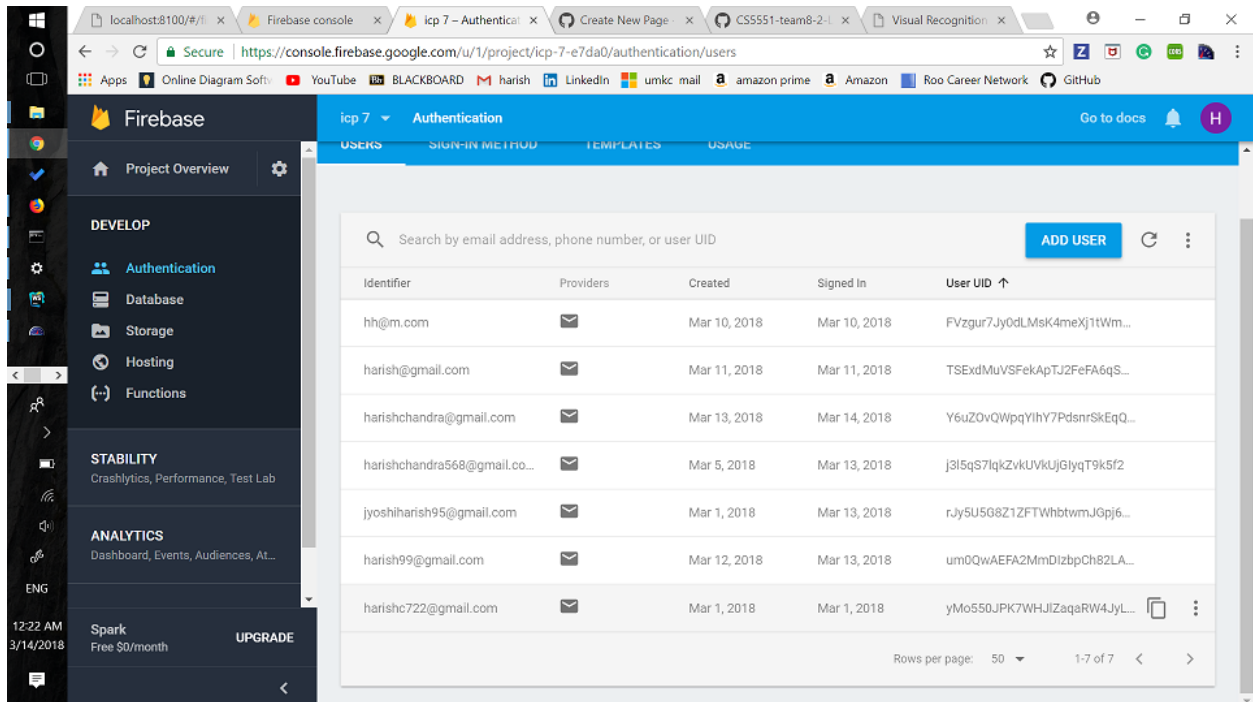 localhost:8100/#/fi
Firebase console
icp 7 – Authenticat
Create New Page
CS5551-team8-2-L
Visual Recognition
Secure
https://console.firebase.google.com/u/1/project/icp-7-e7da0/authentication/users
Apps
Online Diagram Softw
YouTube
BLACKBOARD
harish
LinkedIn
umkc mail
amazon prime
Amazon
Roo Career Network
GitHub
Firebase
icp 7
Authentication
Go to docs
H
USERS
SIGN-IN METHOD
TEMPLATES
USAGE
Project Overview
DEVELOP
Authentication
Database
Storage
Hosting
Functions
STABILITY
Crashlytics, Performance, Test Lab
ANALYTICS
Dashboard, Events, Audiences, At...
Spark
Free $0/month
UPGRADE
Search by email address, phone number, or user UID
ADD USER
Identifier Providers Created Signed In User UID
hh@m.com Mar 10, 2018 Mar 10, 2018 FVzgur7Jy0dLMsK4meXj1tWm...
harish@gmail.com Mar 11, 2018 Mar 11, 2018 TSExdMuVSFekApTJ2FeFA6qS...
harishchandra@gmail.com Mar 13, 2018 Mar 14, 2018 Y6uZOvQWpqYIhY7PdsnrSkEqQ...
harishchandra568@gmail.co... Mar 5, 2018 Mar 13, 2018 j3l5qS7lqkZvkUVkUjGIyqT9k5f2
jyoshiharish95@gmail.com Mar 1, 2018 Mar 13, 2018 rJy5U5G8Z1ZFTWhbtwmJGpj6...
harish99@gmail.com Mar 12, 2018 Mar 13, 2018 um0QwAEFA2MmDIzbpCh82LA...
harishc722@gmail.com Mar 1, 2018 Mar 1, 2018 yMo550JPK7WHJlZaqaRW4JyL...
Rows per page: 50 1-7 of 7
ENG
12:22 AM
3/14/2018